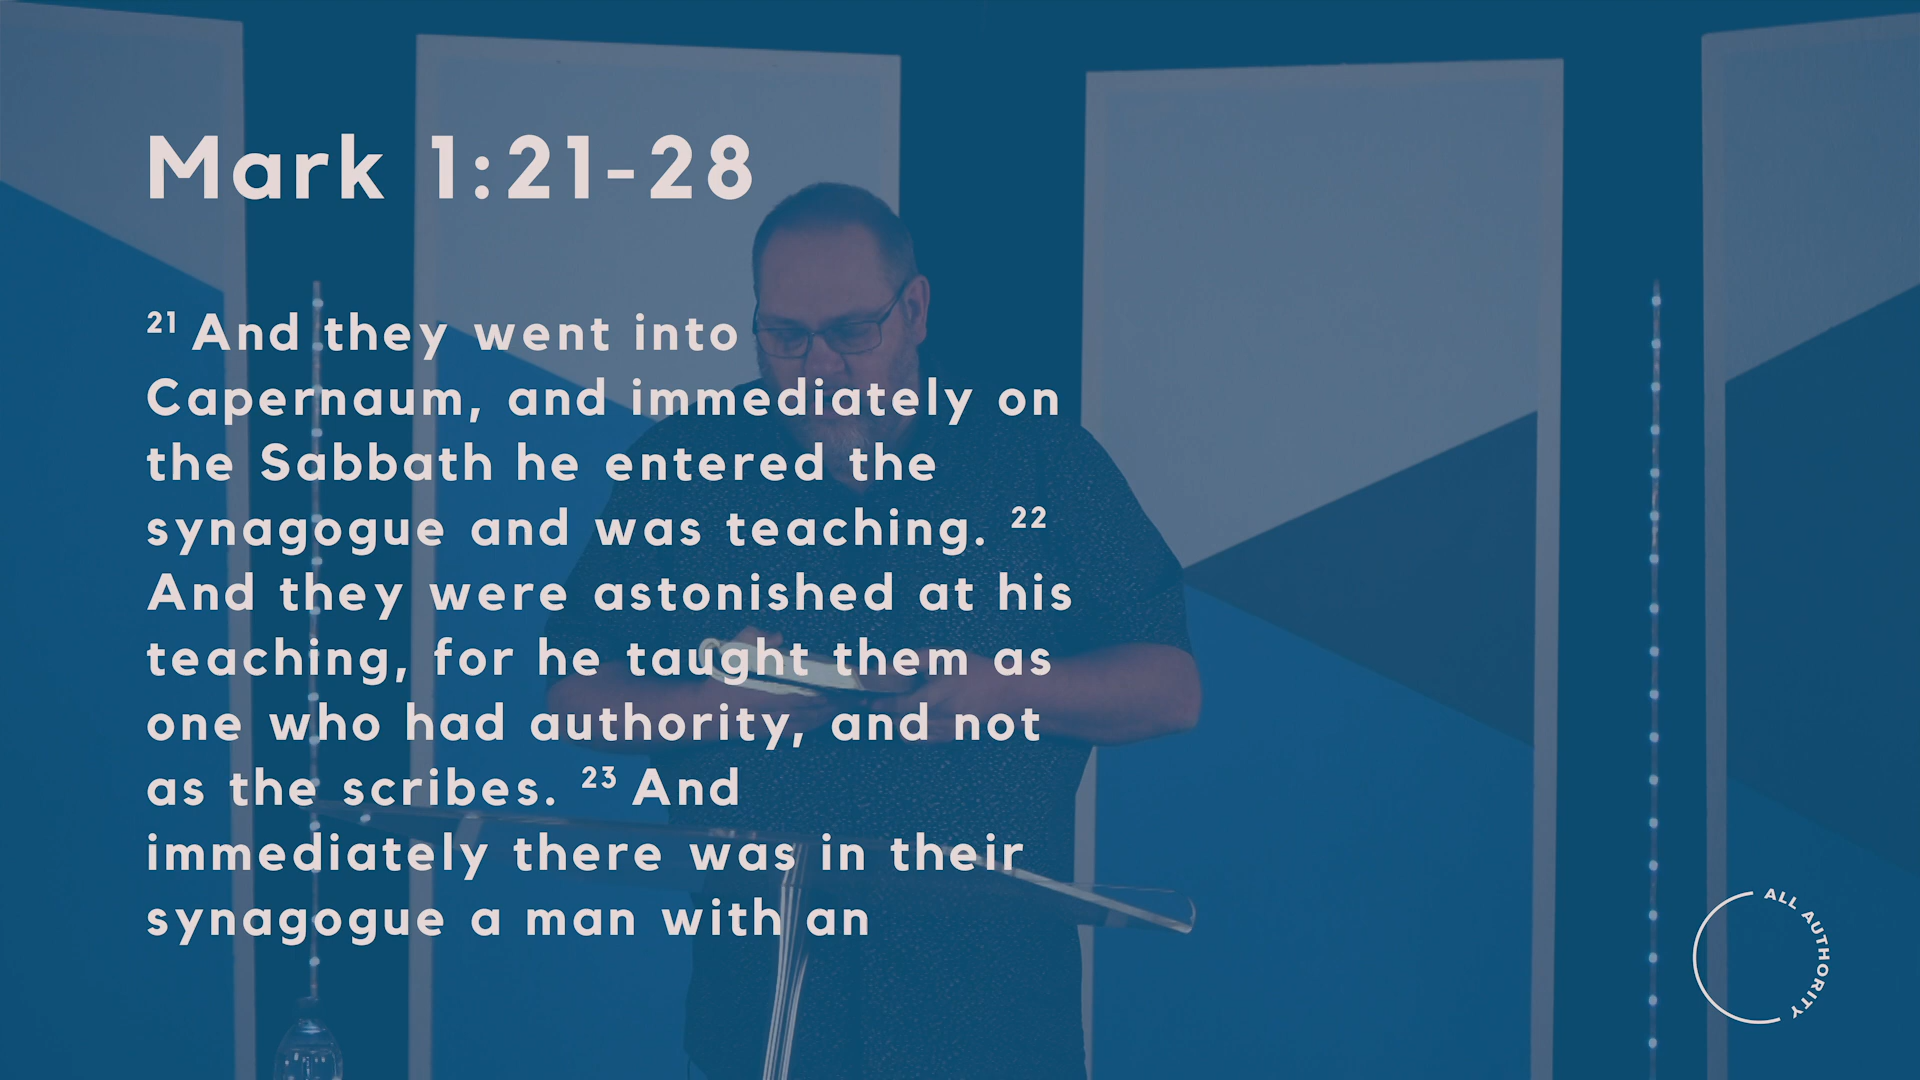 Mark 1:21-28
21 And they went into
Capernaum, and immediately on
the Sabbath he entered the
synagogue and was teaching. 22
And they were astonished at his
teaching, for he taught them as
one who had authority, and not
as the scribes. 23 And
immediately there was in their
synagogue a man with an
ALL AUTHORITY